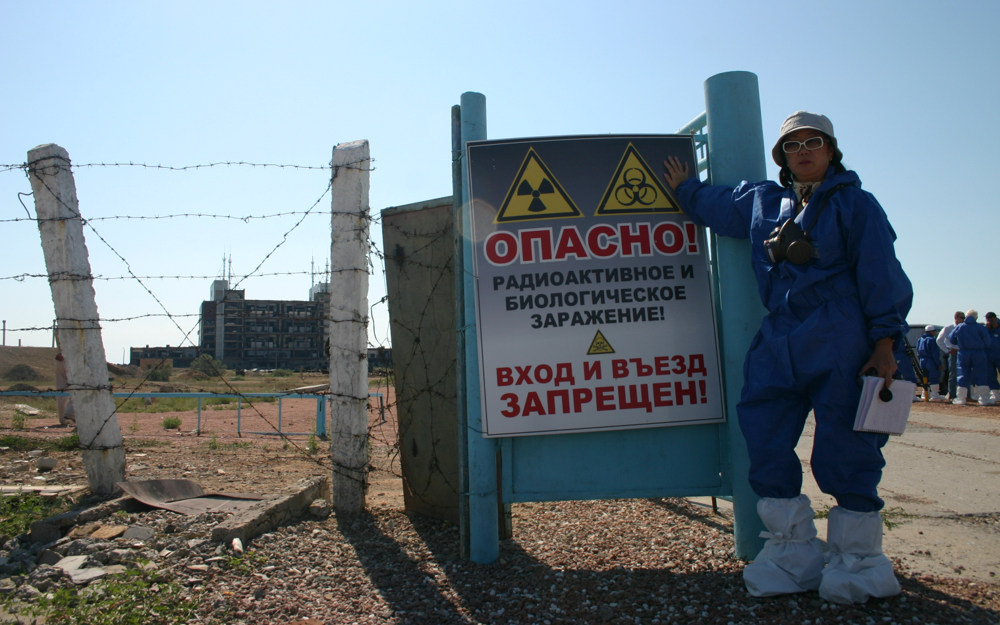 ОПАСНО!
РАДИОАКТИВНОЕ И
БИОЛОГИЧЕСКОЕ
ЗАРАЖЕНИЕ!
ВХОД И ВЪЕЗД
ЗАПРЕЩЕН!